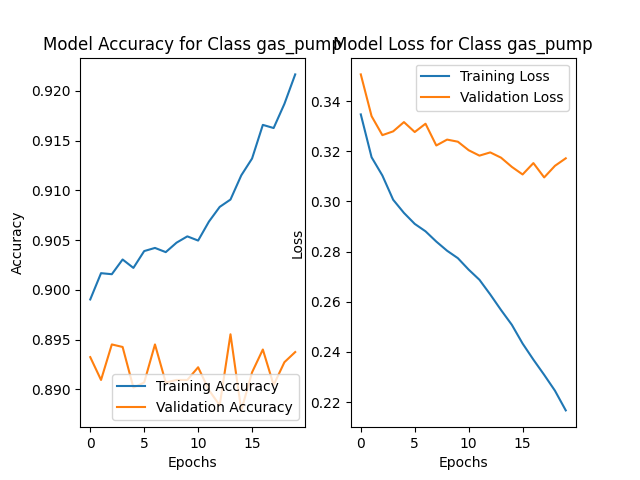 Model Accuracy for Class gas_pump
Model Loss for Class gas_pump
0.920
0.915
0.910
0.905
0.900
0.895
0.890
Accuracy
Training Accuracy
Validation Accuracy
0
5
10
15
Epochs
0.34
0.32
0.30
0.28
0.26
0.24
0.22
Loss
Training Loss
Validation Loss
0
5
10
15
Epochs